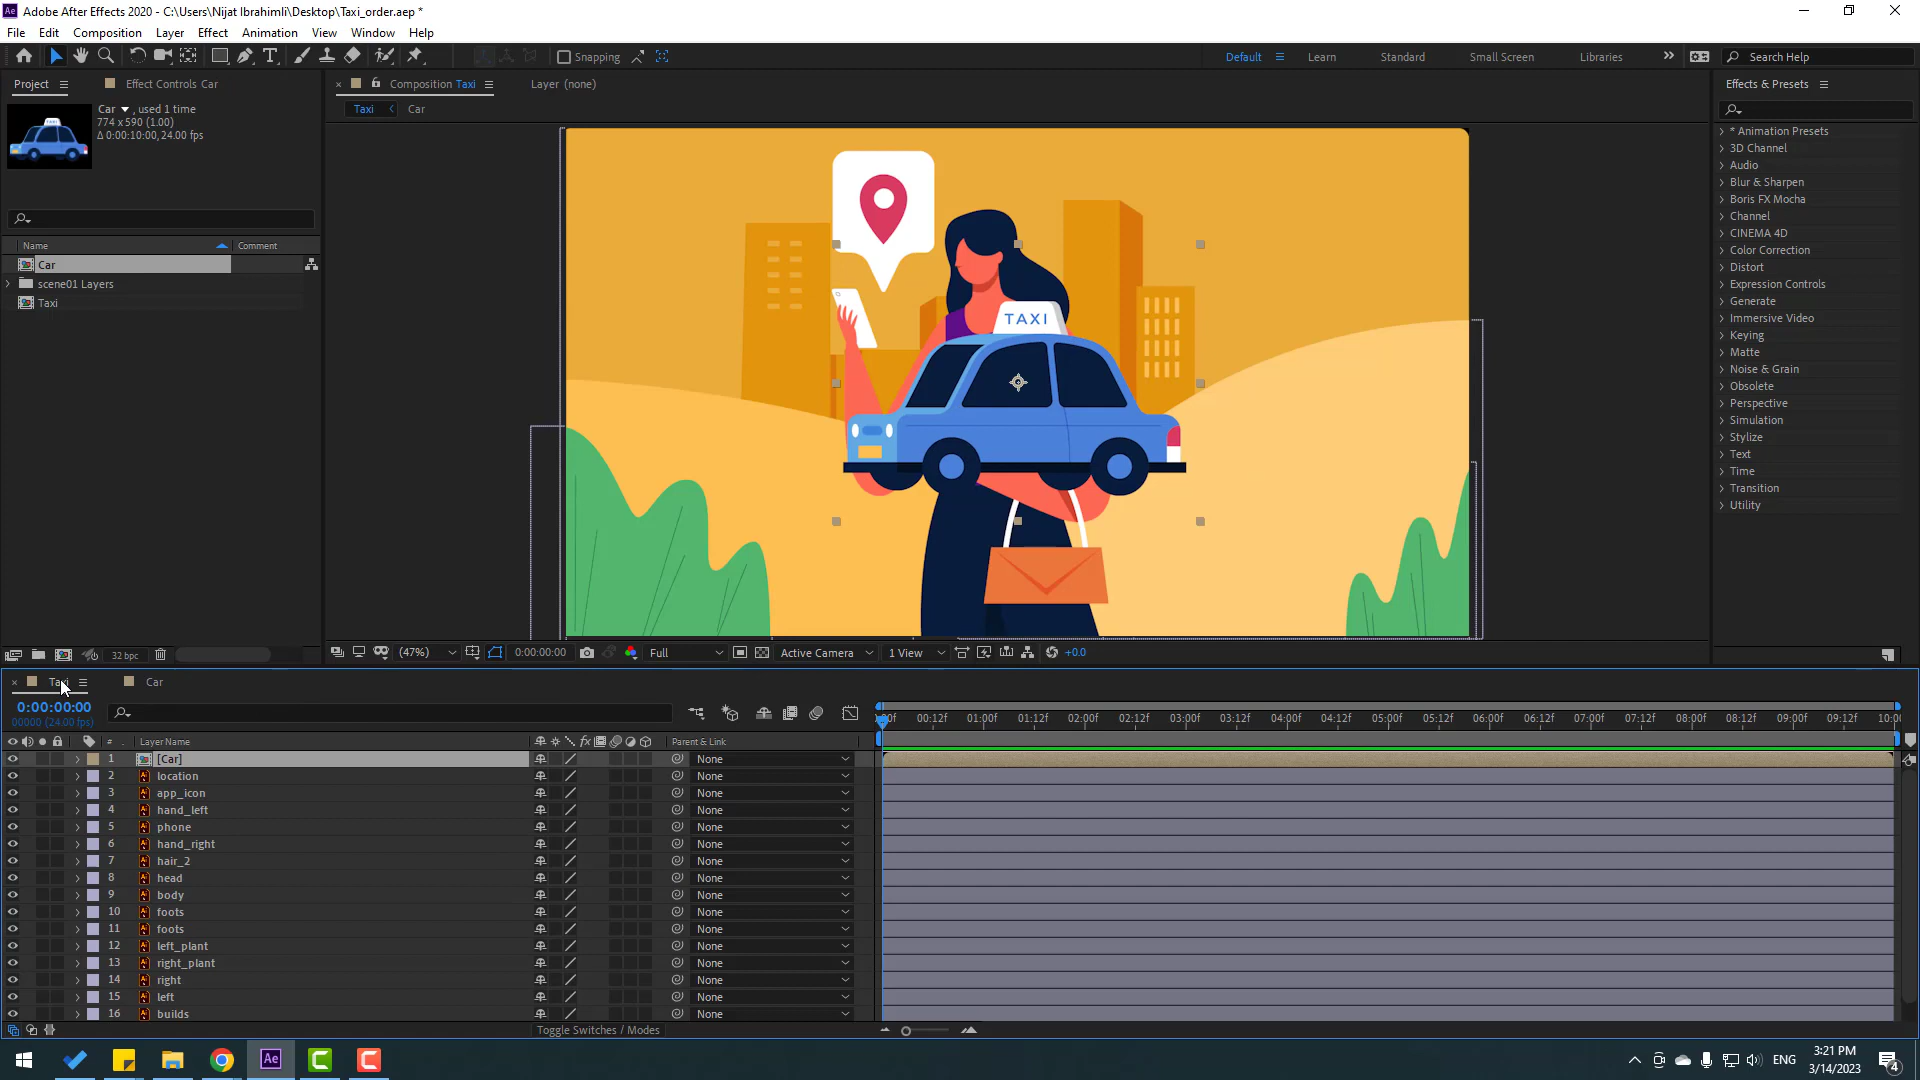 Adobe After Effects 2020 - C:\Users\Nijat Ibrahimli\Desktop\Taxi_order.aep *
File Edit Composition Layer Effect Animation View Window Help
Snapping
Default Learn Standard Small Screen Libraries
Search Help
Project
Effect Controls Car
Composition Taxi
Layer (none)
Effects & Presets
Taxi Car
Car , used 1 time
774 x 590 (1.00)
Δ 0:00:10:00, 24.00 fps
Name Comment
Car
scene01 Layers
Taxi
TAXI
* Animation Presets
3D Channel
Audio
Blur & Sharpen
Boris FX Mocha
Channel
CINEMA 4D
Color Correction
Distort
Expression Controls
Generate
Immersive Video
Keying
Matte
Noise & Grain
Obsolete
Perspective
Simulation
Stylize
Text
Time
Transition
Utility
32 bpc
(47%) 0:00:00:00 Full Active Camera 1 View +0.0
Taxi Car
0:00:00:00
00000 (24.00 fps)
00:12f 01:00f 01:12f 02:00f 02:12f 03:00f 03:12f 04:00f 04:12f 05:00f 05:12f 06:00f 06:12f 07:00f 07:12f 08:00f 08:12f 09:00f 09:12f
# Layer Name Parent & Link
1 [Car] None
2 location None
3 app_icon None
4 hand_left None
5 phone None
6 hand_right None
7 hair_2 None
8 head None
9 body None
10 foots None
11 foots None
12 left_plant None
13 right_plant None
14 right None
15 left None
16 builds None
Toggle Switches / Modes
ENG
3:21 PM
3/14/2023
4